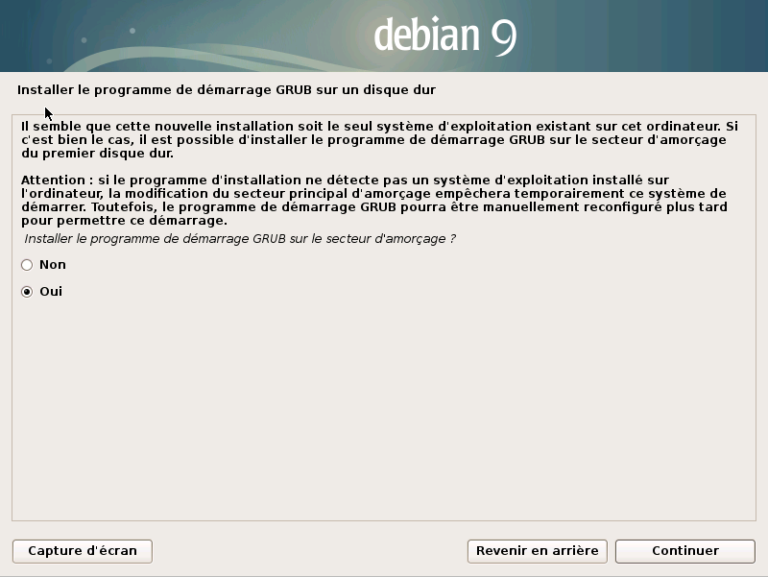 debian 9
Installer le programme de démarrage GRUB sur un disque dur
Il semble que cette nouvelle installation soit le seul système d'exploitation existant sur cet ordinateur. Si
c'est bien le cas, il est possible d'installer le programme de démarrage GRUB sur le secteur d'amorçage
du premier disque dur.
Attention : si le programme d'installation ne détecte pas un système d'exploitation installé sur
l'ordinateur, la modification du secteur principal d'amorçage empêchera temporairement ce système de
démarrer. Toutefois, le programme de démarrage GRUB pourra être manuellement reconfiguré plus tard
pour permettre ce démarrage.
Installer le programme de démarrage GRUB sur le secteur d'amorçage ?
Non
Oui
Capture d'écran
Revenir en arrière
Continuer